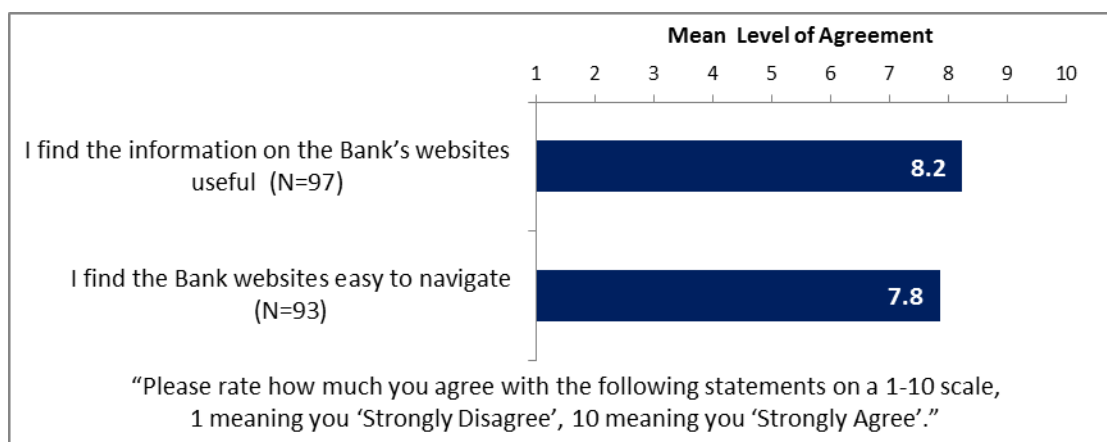 Mean Level of Agreement
1 2 3 4 5 6 7 8 9 10
I find the information on the Bank’s websites
useful (N=97)
8.2
I find the Bank websites easy to navigate
(N=93)
7.8
“Please rate how much you agree with the following statements on a 1-10 scale,
1 meaning you ‘Strongly Disagree’, 10 meaning you ‘Strongly Agree’.”